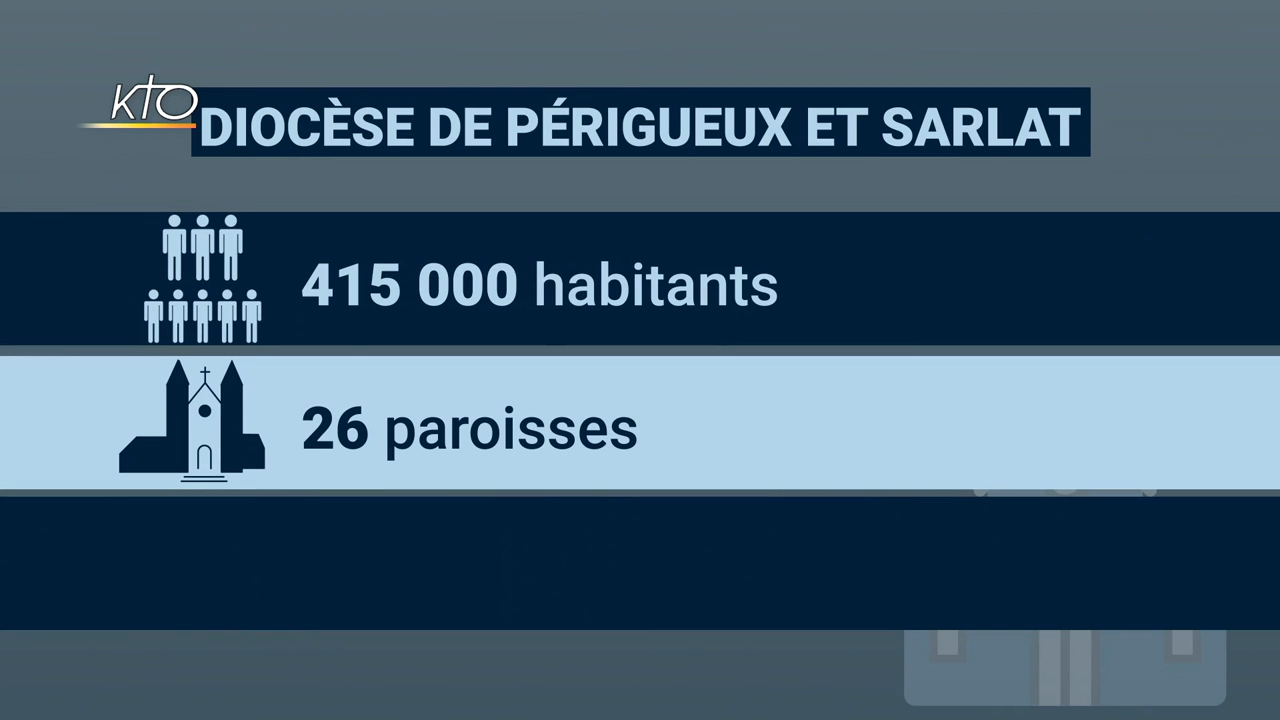 KTO
DIOCÈSE DE PÉRIGUEUX ET SARLAT
415 000 habitants
26 paroisses